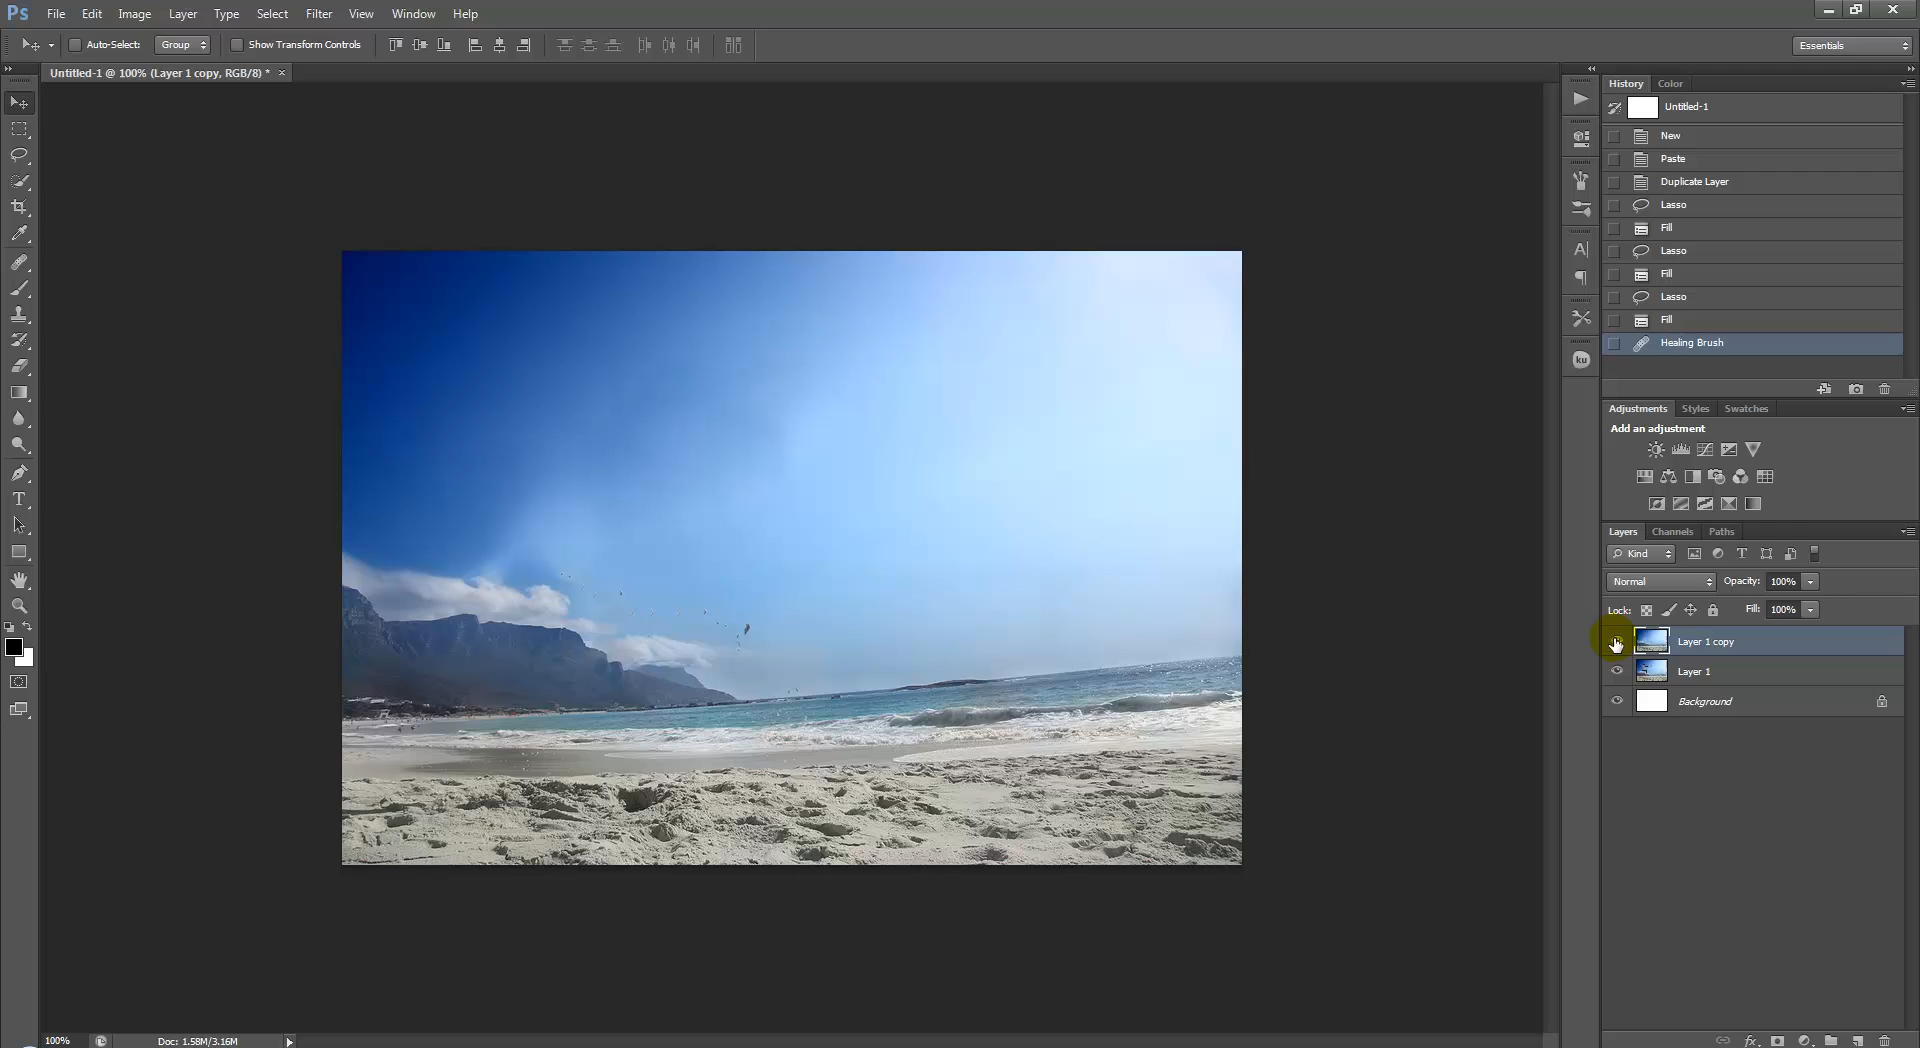 Ps File Edit Image Layer Type Select Filter View Window Help
Auto-Select: Group Show Transform Controls Essentials
Untitled-1 @ 100% (Layer 1 copy, RGB/8) * ×
History Color
Untitled-1
New
Paste
Duplicate Layer
Lasso
Fill
Lasso
Fill
Lasso
Fill
Healing Brush
ku
Adjustments Styles Swatches
Add an adjustment
Layers Channels Paths
Kind
Normal Opacity: 100%
Lock: Fill: 100%
Layer 1 copy
Layer 1
Background
100% Doc: 1.58M/3.16M
fx